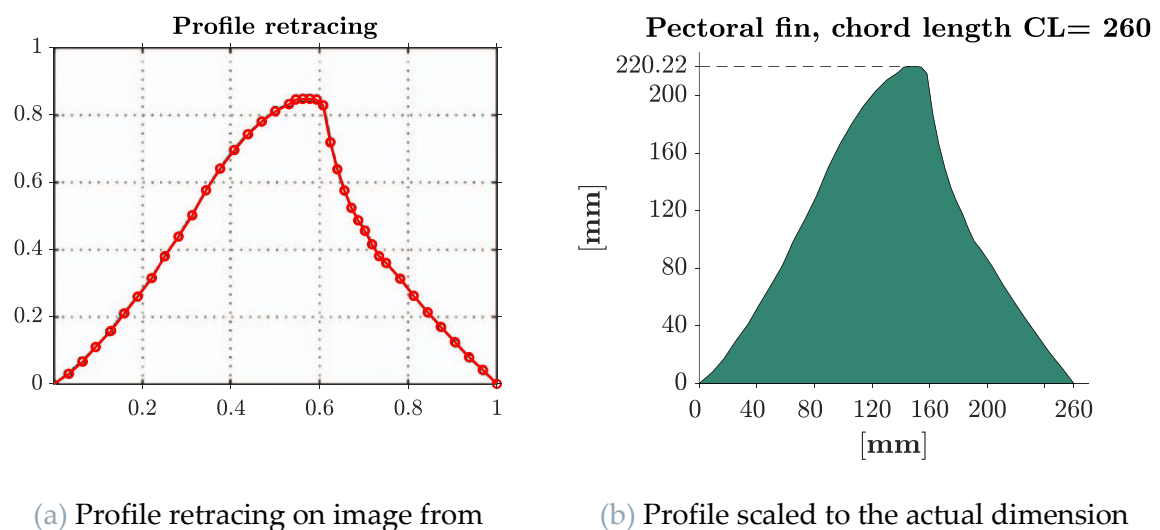 Profile retracing
1
0.8
0.6
0.4
0.2
0
0.2 0.4 0.6 0.8 1
(a) Profile retracing on image from
Pectoral fin, chord length CL= 260
220.22
200
160
120
80
40
0
[mm]
0 40 80 120 160 200 260
[mm]
(b) Profile scaled to the actual dimension